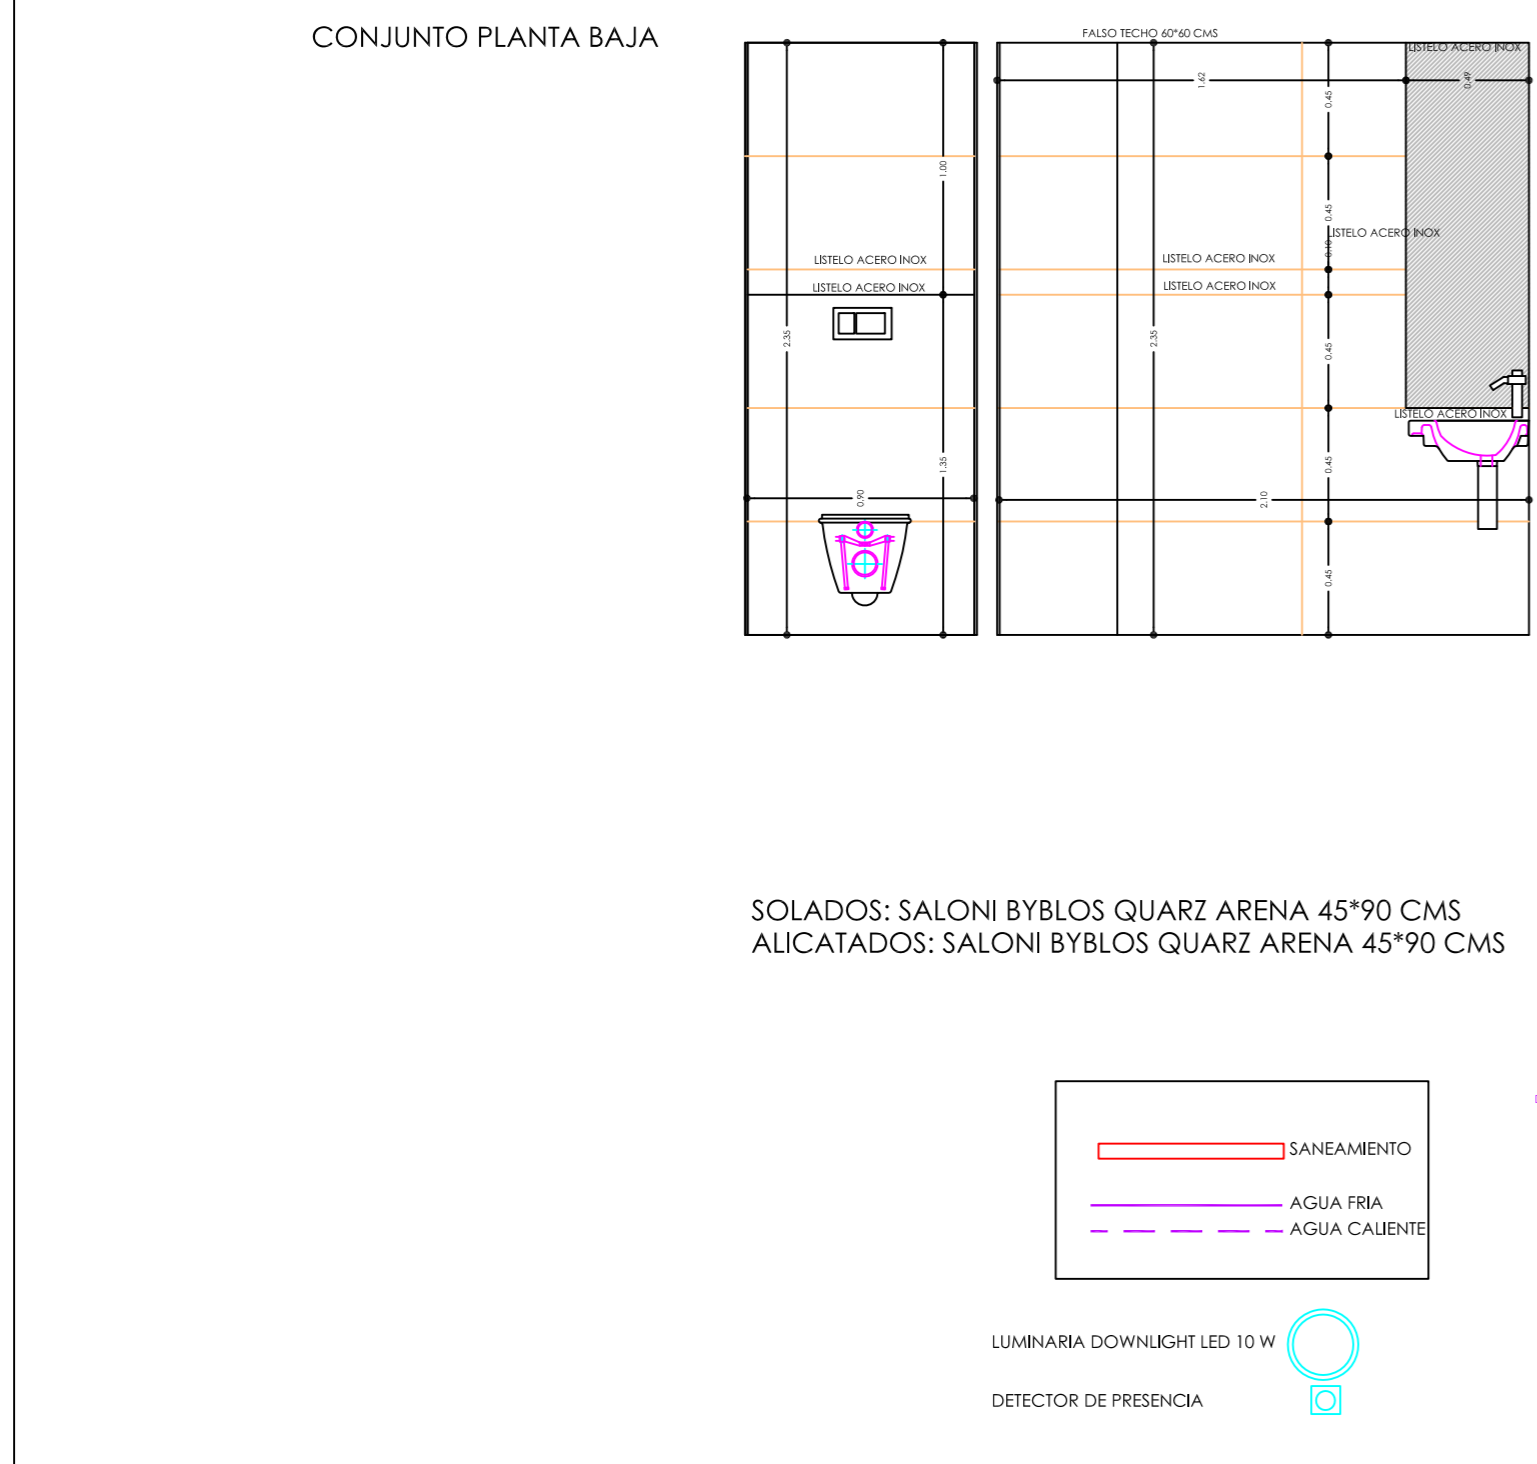 CONJUNTO PLANTA BAJA
FALSO TECHO 60*60 CMS
LISTELO ACERO INOX
1.62
0.49
0.45
1.00
0.45
LISTELO ACERO INOX
0.10
LISTELO ACERO INOX
LISTELO ACERO INOX
LISTELO ACERO INOX
LISTELO ACERO INOX
2.35
2.35
0.45
LISTELO ACERO INOX
1.35
0.45
0.90
2.10
0.45
SOLADOS: SALONI BYBLOS QUARZ ARENA 45*90 CMS
ALICATADOS: SALONI BYBLOS QUARZ ARENA 45*90 CMS
SANEAMIENTO
AGUA FRIA
AGUA CALIENTE
LUMINARIA DOWNLIGHT LED 10 W
DETECTOR DE PRESENCIA